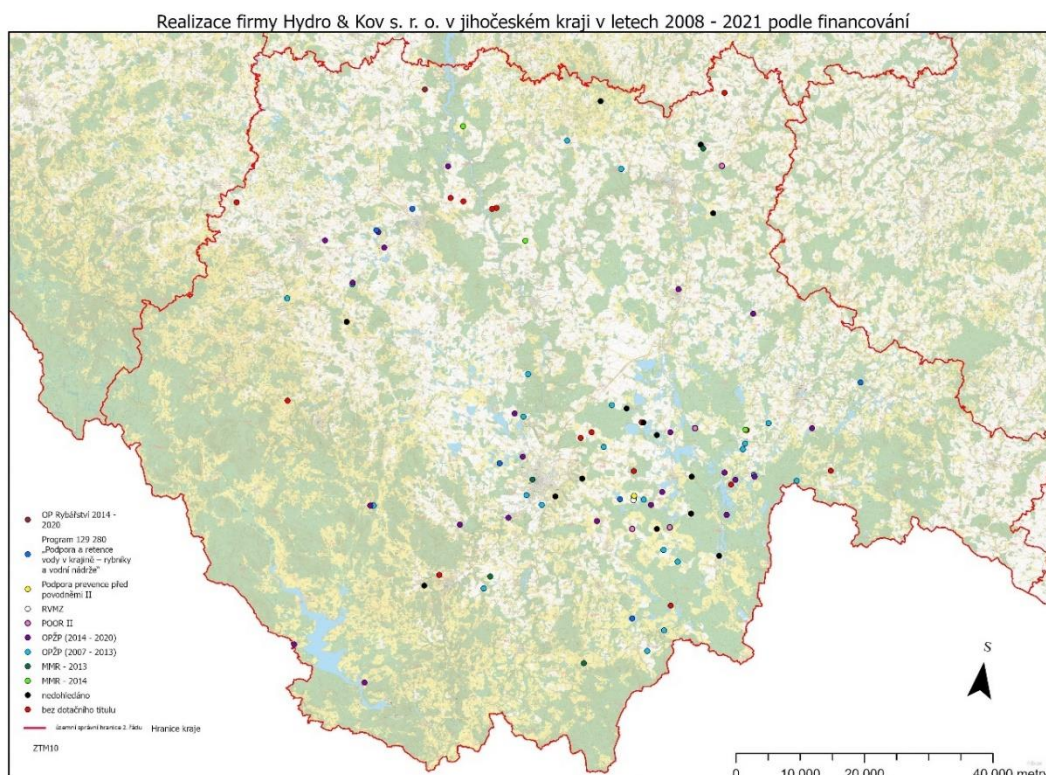 Realizace firmy Hydro & Kov s. r. o. v jihočeském kraji v letech 2008 - 2021 podle financování
OP Rybářství 2014 -
2020
Program 129 280
„Podpora a retence
vody v krajině – rybníky
a vodní nádrže"
Podpora prevence před
povodněmi II
RVMZ
POOR II
OPŽP (2014 - 2020)
OPŽP (2007 - 2013)
MMR - 2013
MMR - 2014
nedohledáno
bez dotačního titulu
územní správní hranice 2. řádu Hranice kraje
ZTM10
S
0 10 000 20 000 40 000 metrů